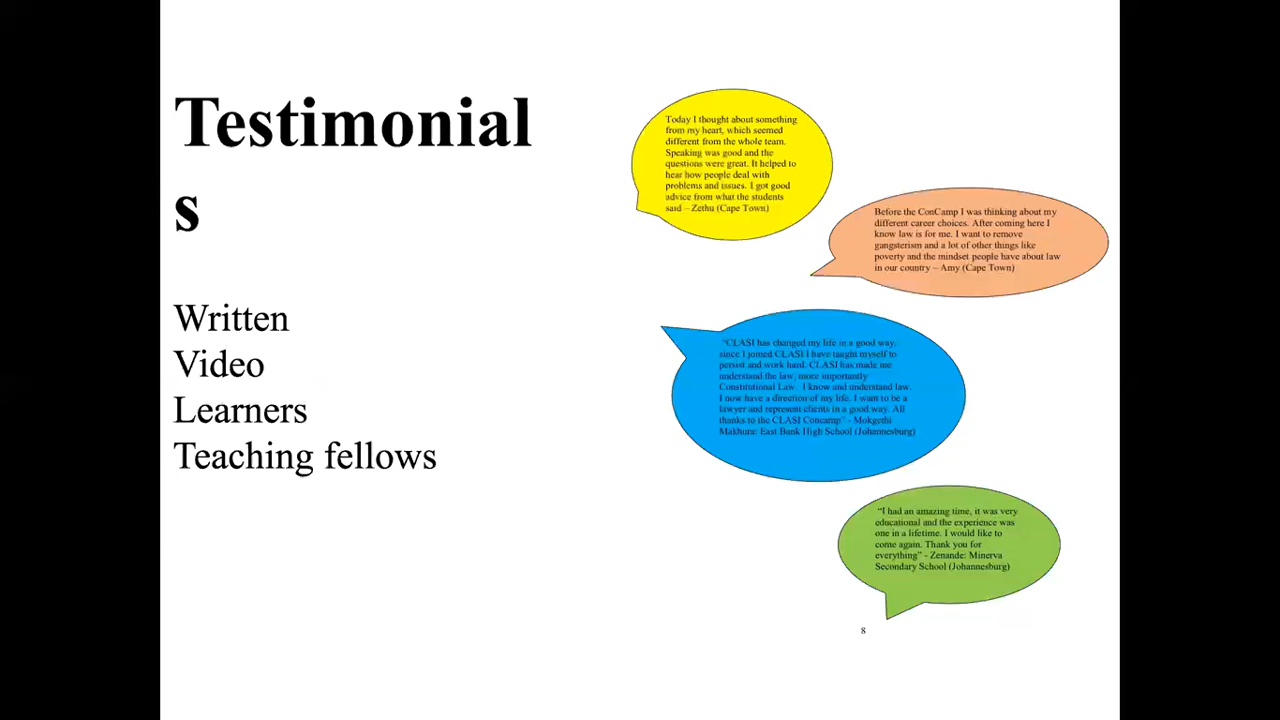 Testimonial
s
Written
Video
Learners
Teaching fellows
Today I thought about something
from my heart, which seemed
different from the whole team.
Speaking was good and the
questions were great. It helped to
hear how people deal with
problems and issues. I got good
advice from what the students
said – Zethu (Cape Town)
Before the ConCamp I was thinking about my
different career choices. After coming here I
know law is for me. I want to remove
gangsterism and a lot of other things like
poverty and the mindset people have about law
in our country – Amy (Cape Town)
“CLASI has changed my life in a good way,
since I joined CLASI I have taught myself to
persist and work hard. CLASI has made me
understand the law, more importantly
Constitutional Law. I know and understand law.
I now have a direction of my life. I want to be a
lawyer and represent clients in a good way. All
thanks to the CLASI Concamp” - Mokgethi
Makhura: East Bank High School (Johannesburg)
“I had an amazing time, it was very
educational and the experience was
one in a lifetime. I would like to
come again. Thank you for
everything” - Zenande: Minerva
Secondary School (Johannesburg)
8